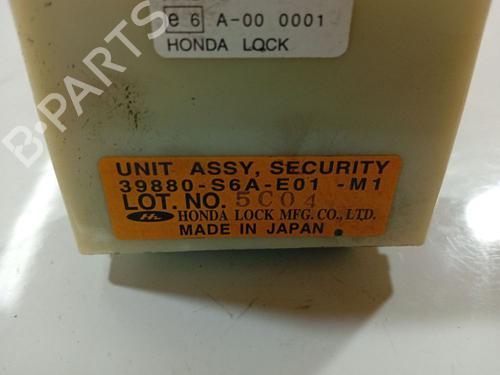 e 6 A-00 0001
HONDA LOCK
UNIT ASSY, SECURITY
39880-S6A-E01 -M1
LOT. NO. 5C04
HL HONDA LOCK MFG. CO., LTD.
MADE IN JAPAN
B-PARTS